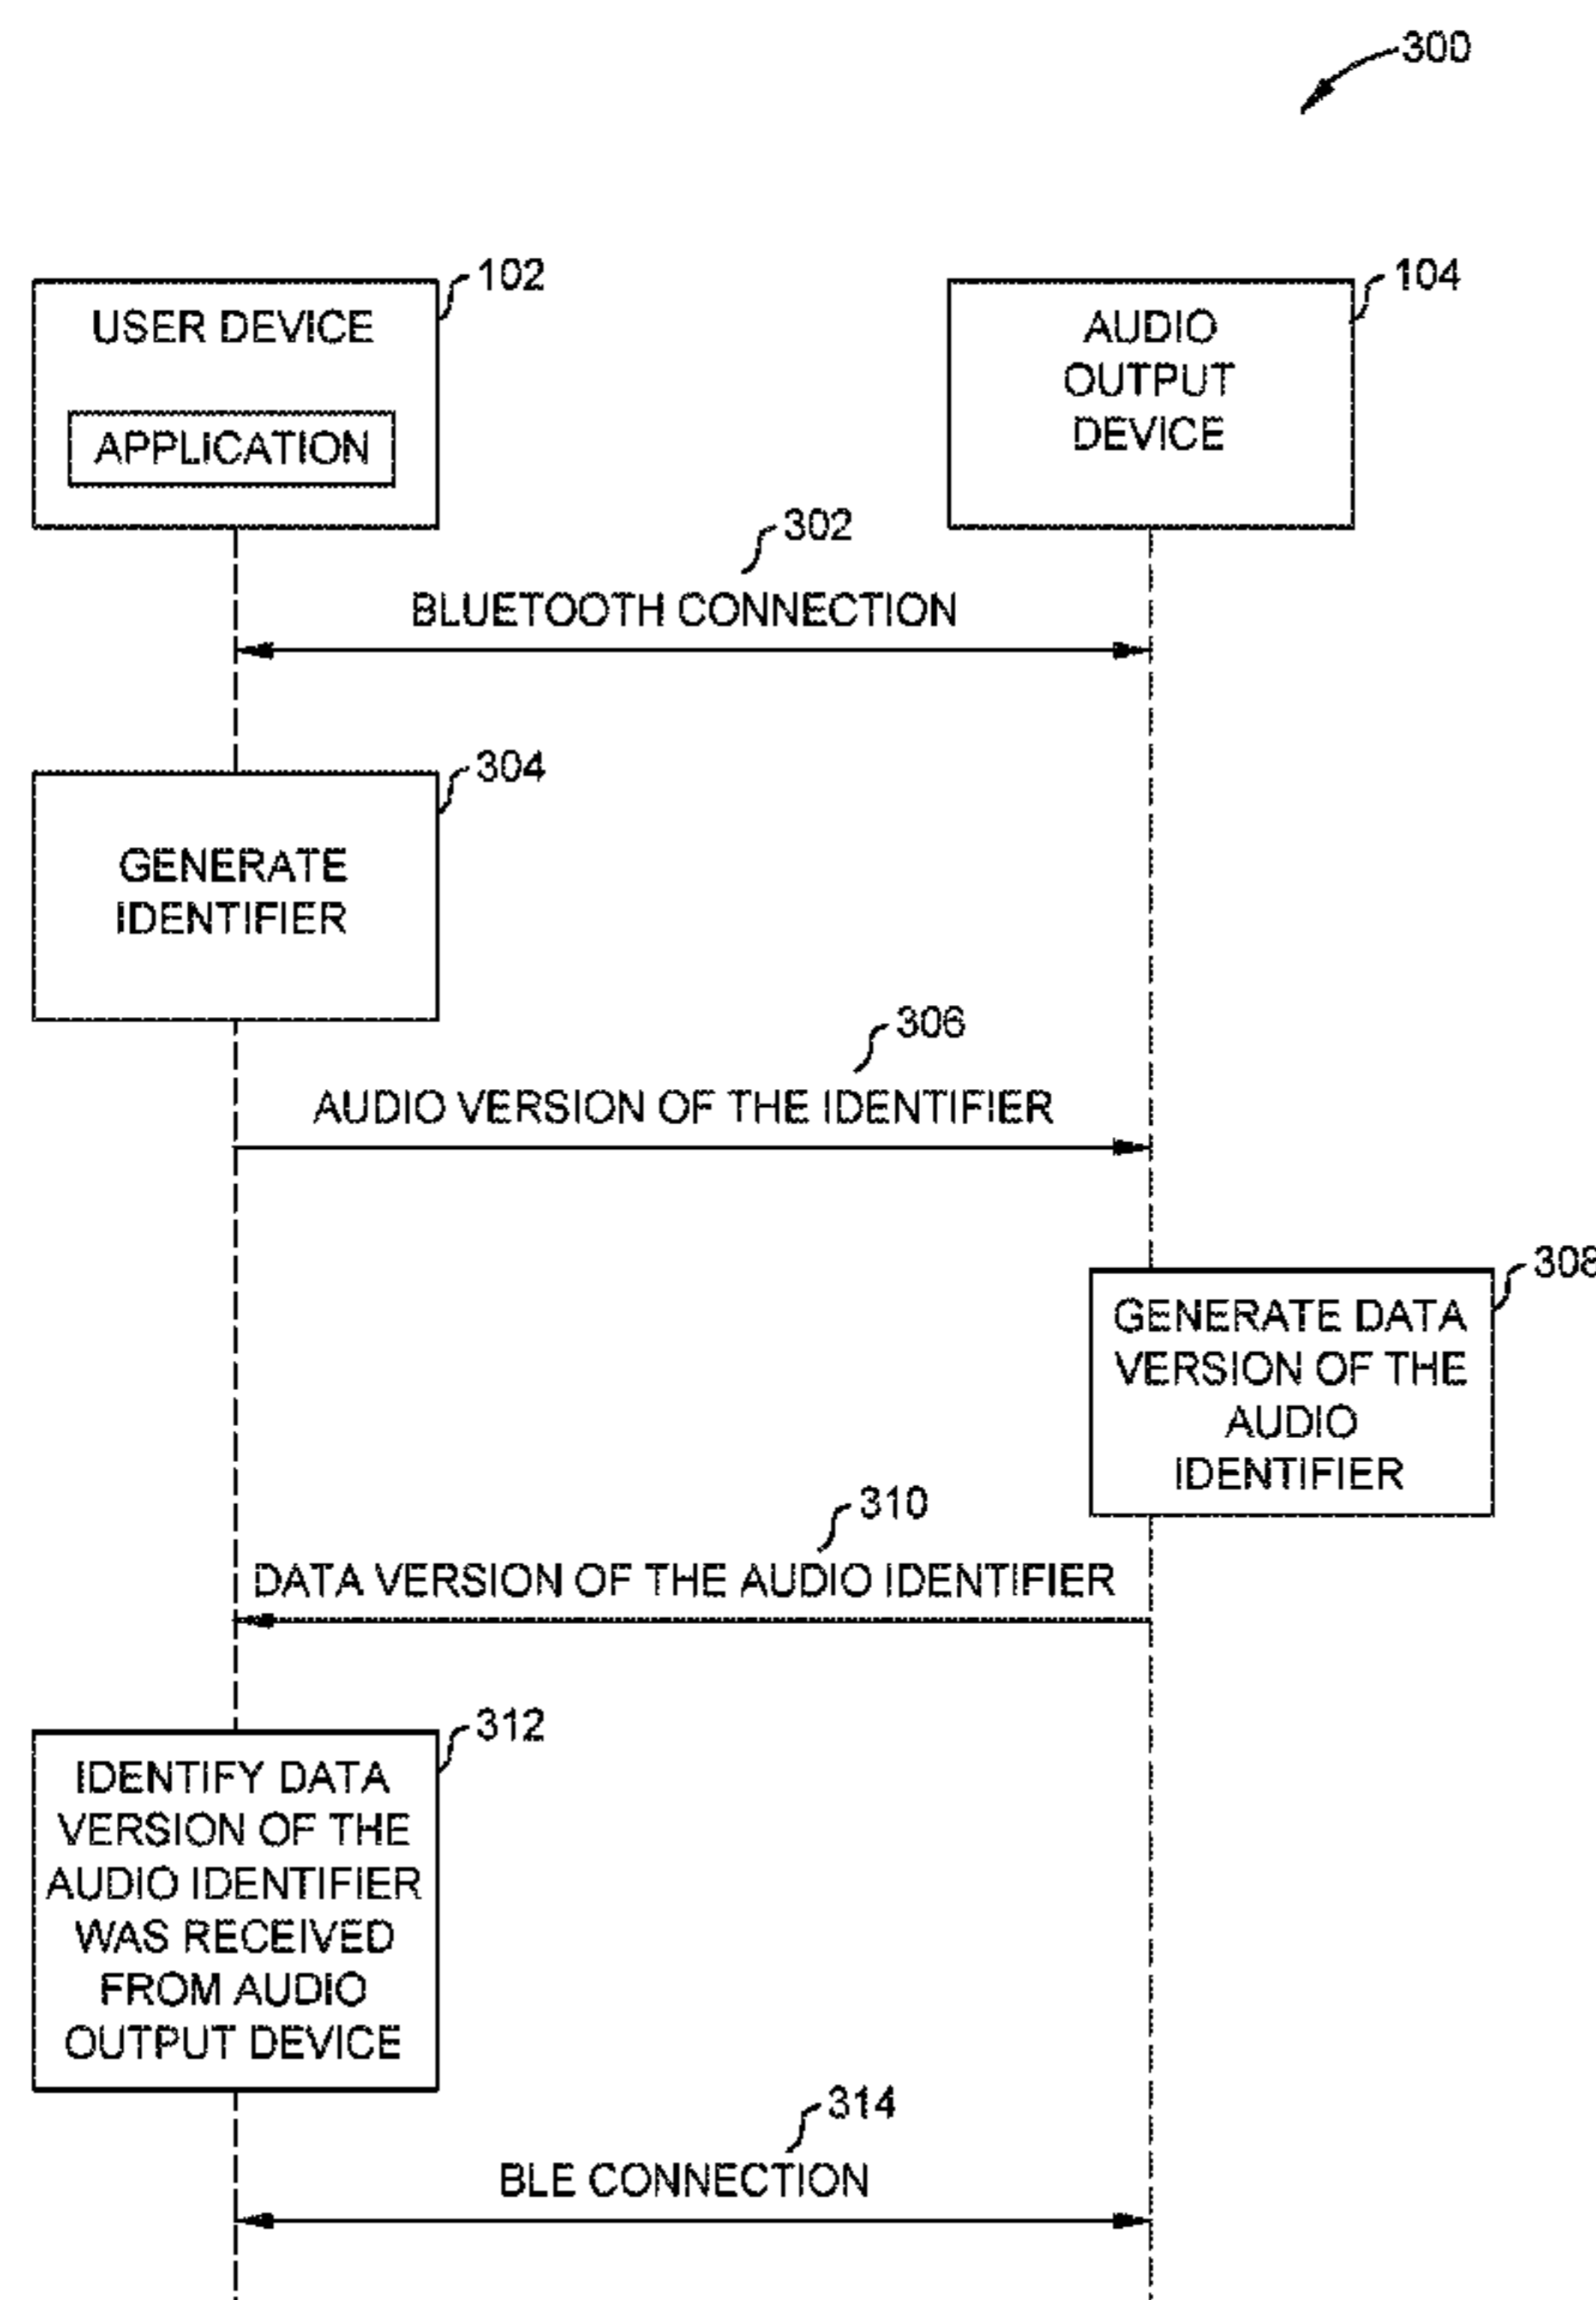 300
102
USER DEVICE
APPLICATION
104
AUDIO
OUTPUT
DEVICE
302
BLUETOOTH CONNECTION
304
GENERATE
IDENTIFIER
306
AUDIO VERSION OF THE IDENTIFIER
308
GENERATE DATA
VERSION OF THE
AUDIO
IDENTIFIER
310
DATA VERSION OF THE AUDIO IDENTIFIER
312
IDENTIFY DATA
VERSION OF THE
AUDIO IDENTIFIER
WAS RECEIVED
FROM AUDIO
OUTPUT DEVICE
314
BLE CONNECTION